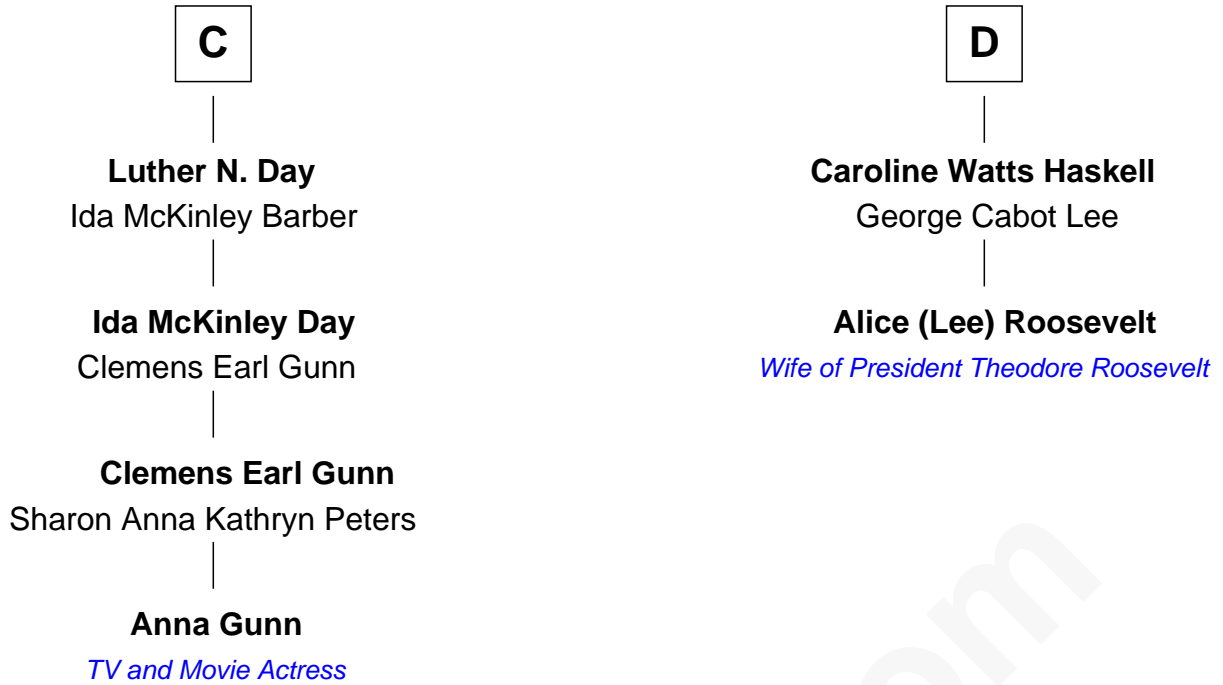 C
Luther N. Day
Ida McKinley Barber
Ida McKinley Day
Clemens Earl Gunn
Clemens Earl Gunn
Sharon Anna Kathryn Peters
Anna Gunn
TV and Movie Actress
D
Caroline Watts Haskell
George Cabot Lee
Alice (Lee) Roosevelt
Wife of President Theodore Roosevelt
om